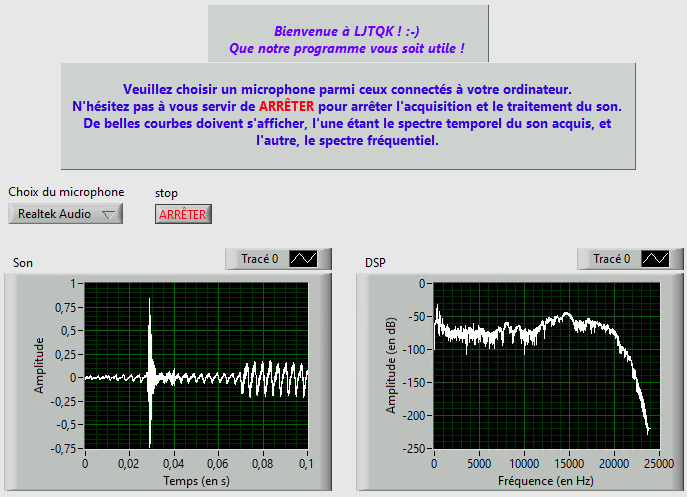 Bienvenue à LJTQK ! :-)
Que notre programme vous soit utile !
Veuillez choisir un microphone parmi ceux connectés à votre ordinateur.
N'hésitez pas à vous servir de ARRÊTER pour arrêter l'acquisition et le traitement du son.
De belles courbes doivent s'afficher, l'une étant le spectre temporel du son acquis, et
l'autre, le spectre fréquentiel.
Choix du microphone
stop
Realtek Audio
ARRÊTER
Son
Tracé 0
Amplitude
1
0,75
0,5
0,25
0
-0,25
-0,5
-0,75
0
0,02
0,04
0,06
0,08
0,1
Temps (en s)
DSP
Tracé 0
Amplitude (en dB)
0
-50
-100
-150
-200
-250
0
5000
10000
15000
20000
25000
Fréquence (en Hz)